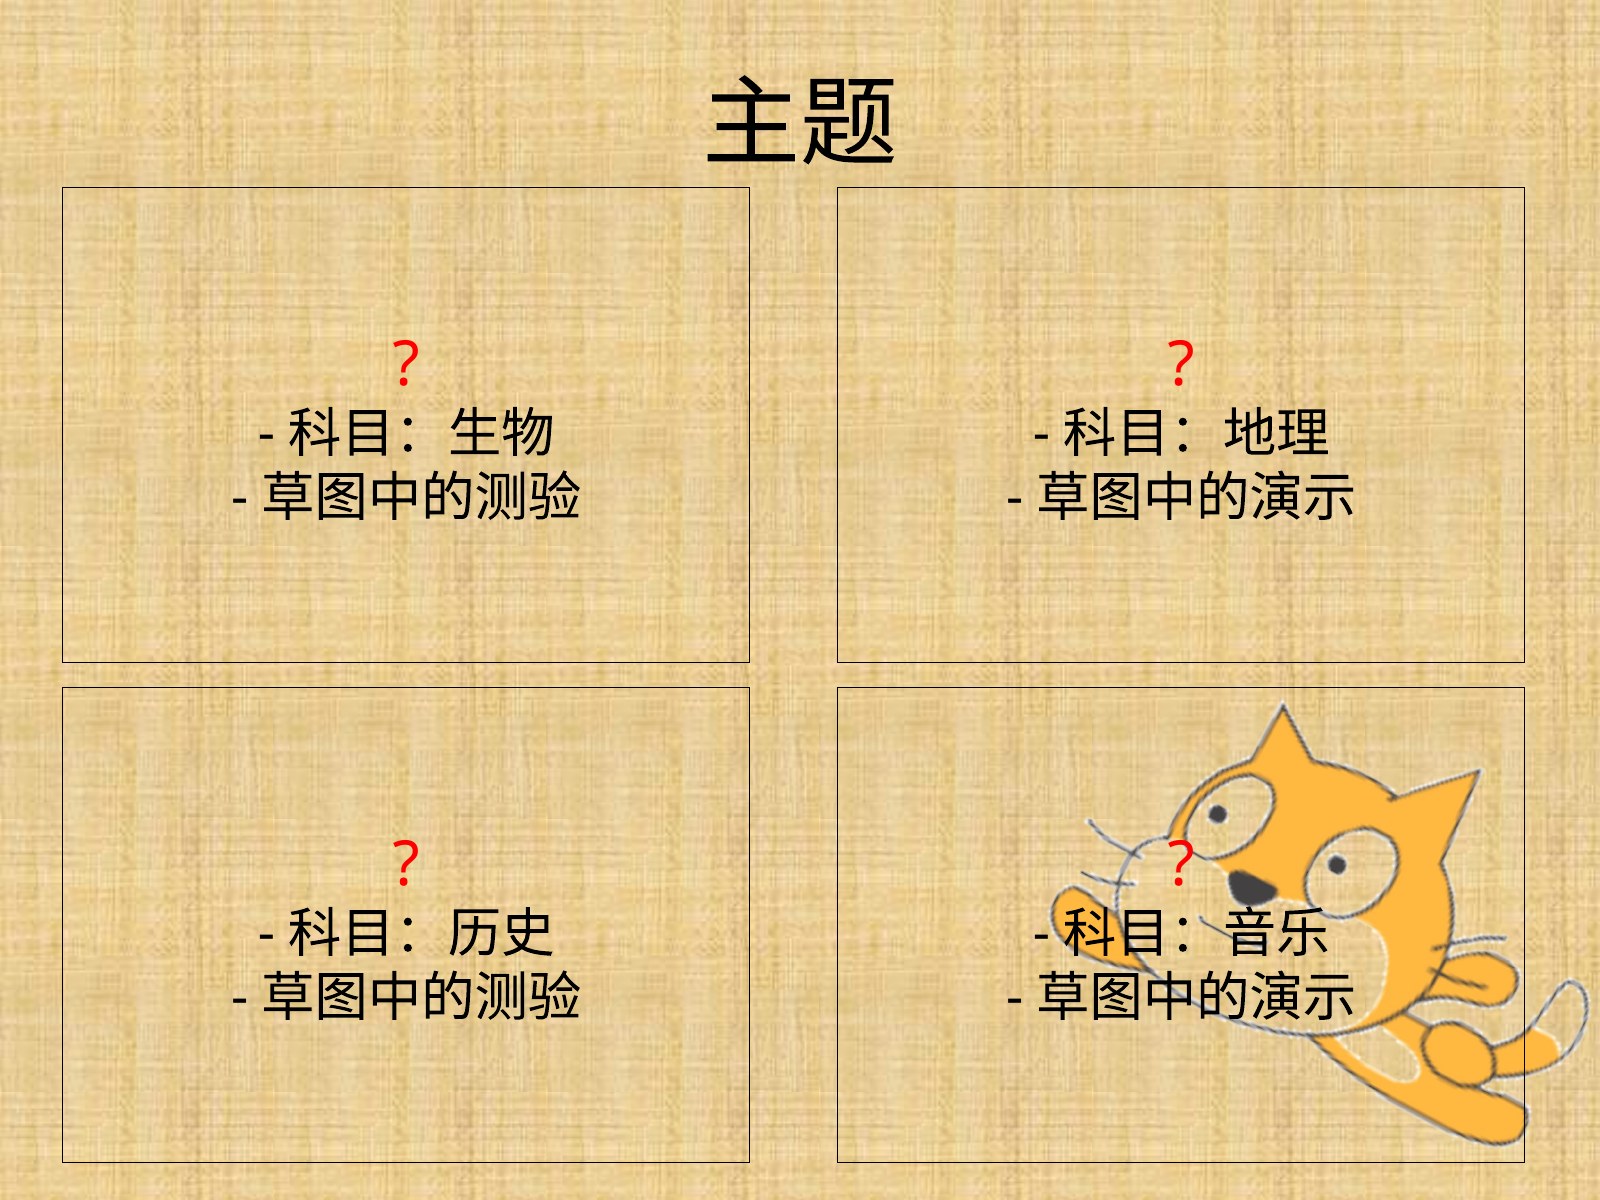 主题
?
- 科目：生物
- 草图中的测验
?
- 科目：地理
- 草图中的演示
?
- 科目：历史
- 草图中的测验
?
- 科目：音乐
- 草图中的演示